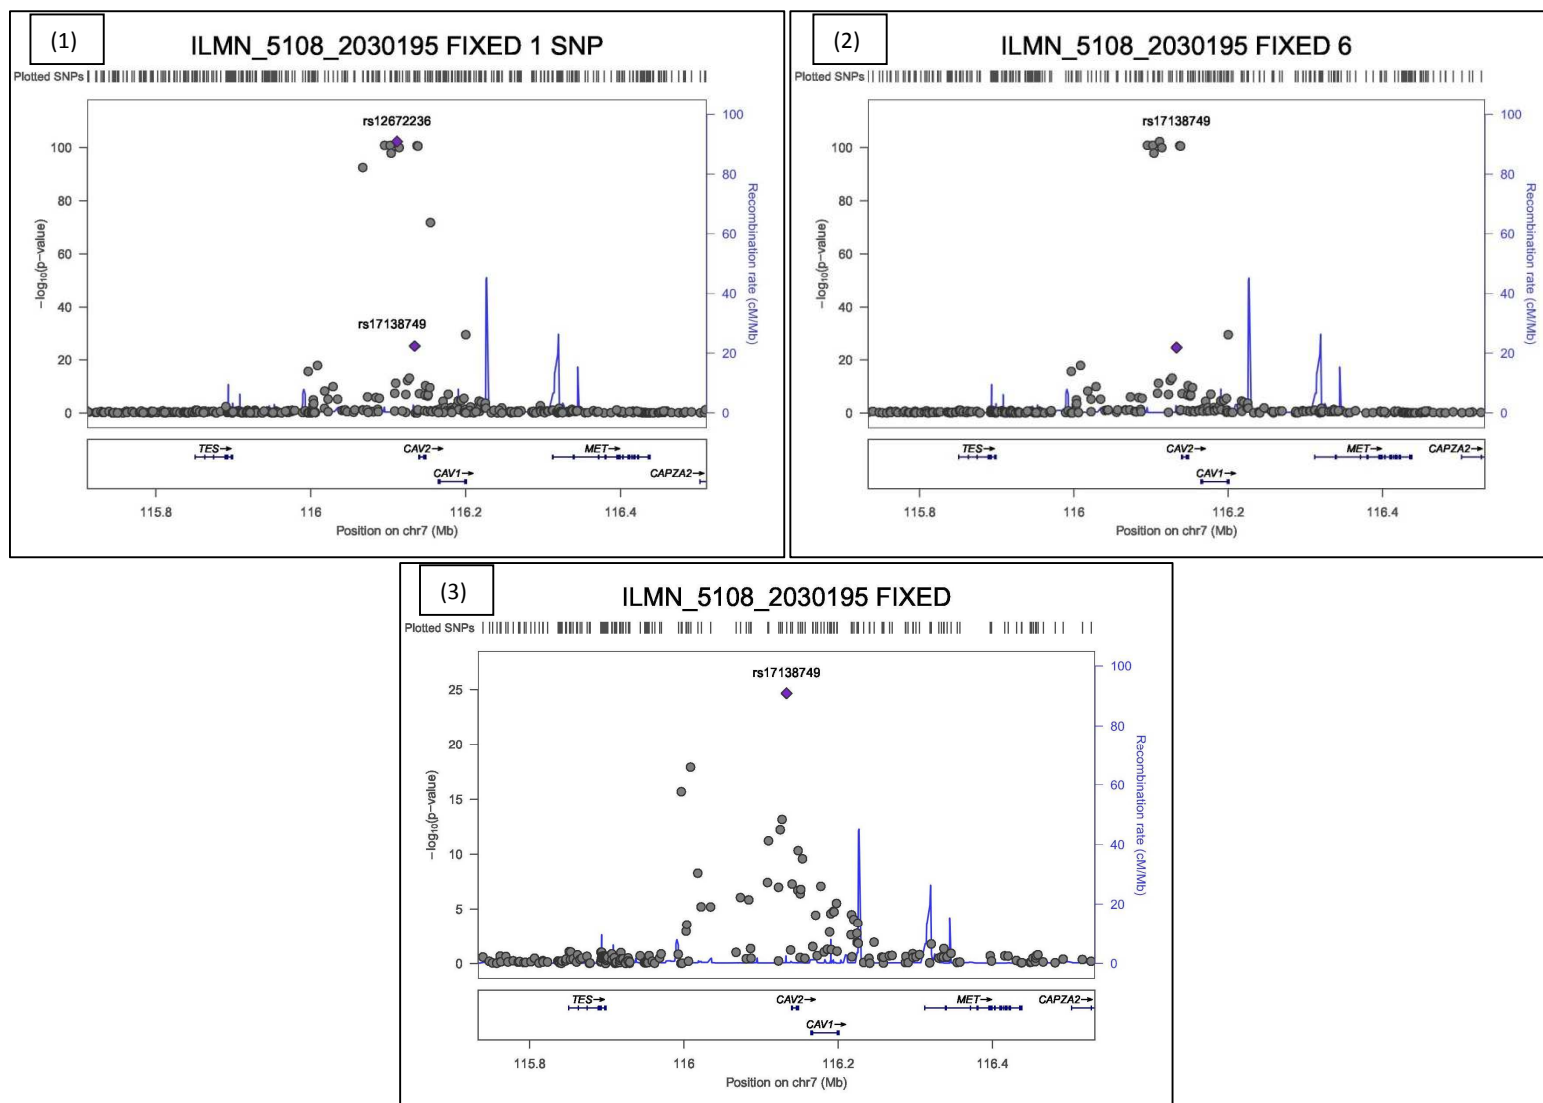 (1)
ILMN_5108_2030195 FIXED 1 SNP
Plotted SNPs
rs12672236
rs17138749
100
80
60
40
20
0
−log10(p−value)
100
80
60
40
20
0
Recombination rate (cM/Mb)
TES→
CAV2→
MET→
CAV1→
CAPZA2→
115.8 116 116.2 116.4
Position on chr7 (Mb)
(2)
ILMN_5108_2030195 FIXED 6
Plotted SNPs
rs17138749
100
80
60
40
20
0
−log10(p−value)
100
80
60
40
20
0
Recombination rate (cM/Mb)
TES→
CAV2→
MET→
CAPZA2→
CAV1→
115.8 116 116.2 116.4
Position on chr7 (Mb)
(3)
ILMN_5108_2030195 FIXED
Plotted SNPs
rs17138749
25
20
15
10
5
0
−log10(p−value)
100
80
60
40
20
0
Recombination rate (cM/Mb)
TES→
CAV2→
MET→
CAPZA2→
CAV1→
115.8 116 116.2 116.4
Position on chr7 (Mb)